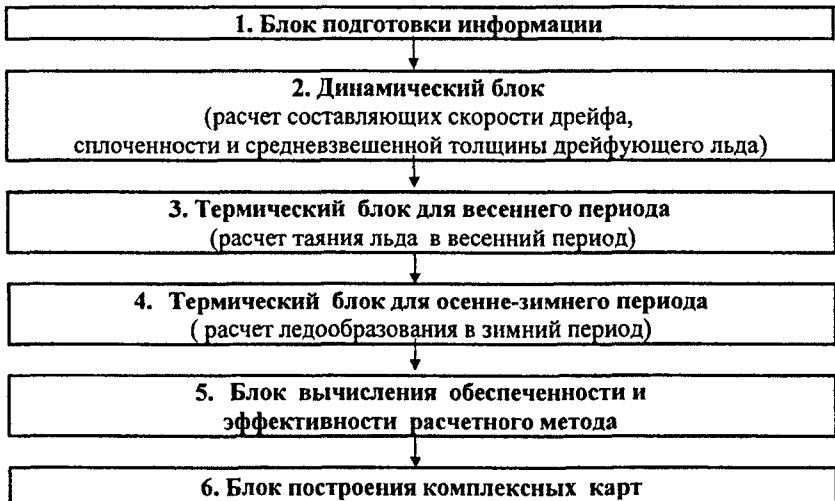 1. Блок подготовки информации
2. Динамический блок
(расчет составляющих скорости дрейфа,
сплоченности и средневзвешенной толщины дрейфующего льда)
3. Термический блок для весеннего периода
(расчет таяния льда в весенний период)
4. Термический блок для осенне-зимнего периода
( расчет ледообразования в зимний период)
5. Блок вычисления обеспеченности и
эффективности расчетного метода
6. Блок построения комплексных карт